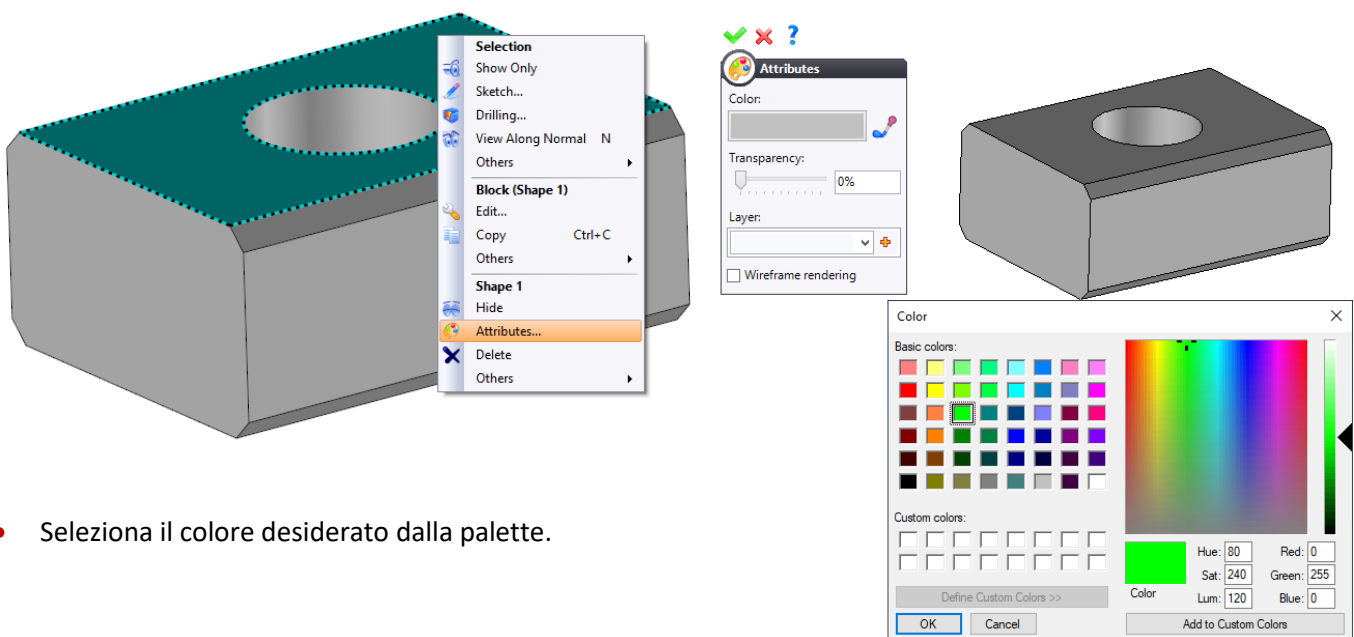 Selection
Show Only
Sketch...
Drilling...
View Along Normal N
Others
Block (Shape 1)
Edit...
Copy Ctrl+C
Others
Shape 1
Hide
Attributes...
Delete
Others
?
Attributes
Color:
Transparency:
0%
Layer:
Wireframe rendering
Color
Basic colors:
Custom colors:
Define Custom Colors >>
OK Cancel
Color
Hue: 80 Red: 0
Sat: 240 Green: 255
Lum: 120 Blue: 0
Add to Custom Colors
• Seleziona il colore desiderato dalla palette.